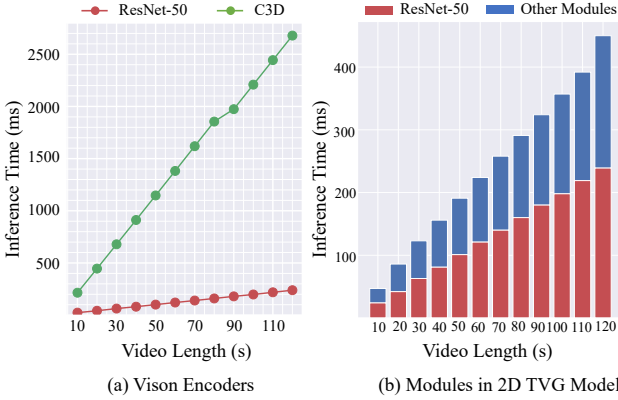 ResNet-50 C3D
Inference Time (ms)
2500
2000
1500
1000
500
10 30 50 70 90 110
Video Length (s)
(a) Vison Encoders
ResNet-50 Other Modules
Inference Time (ms)
400
300
200
100
10 20 30 40 50 60 70 80 90 100 110 120
Video Length (s)
(b) Modules in 2D TVG Model